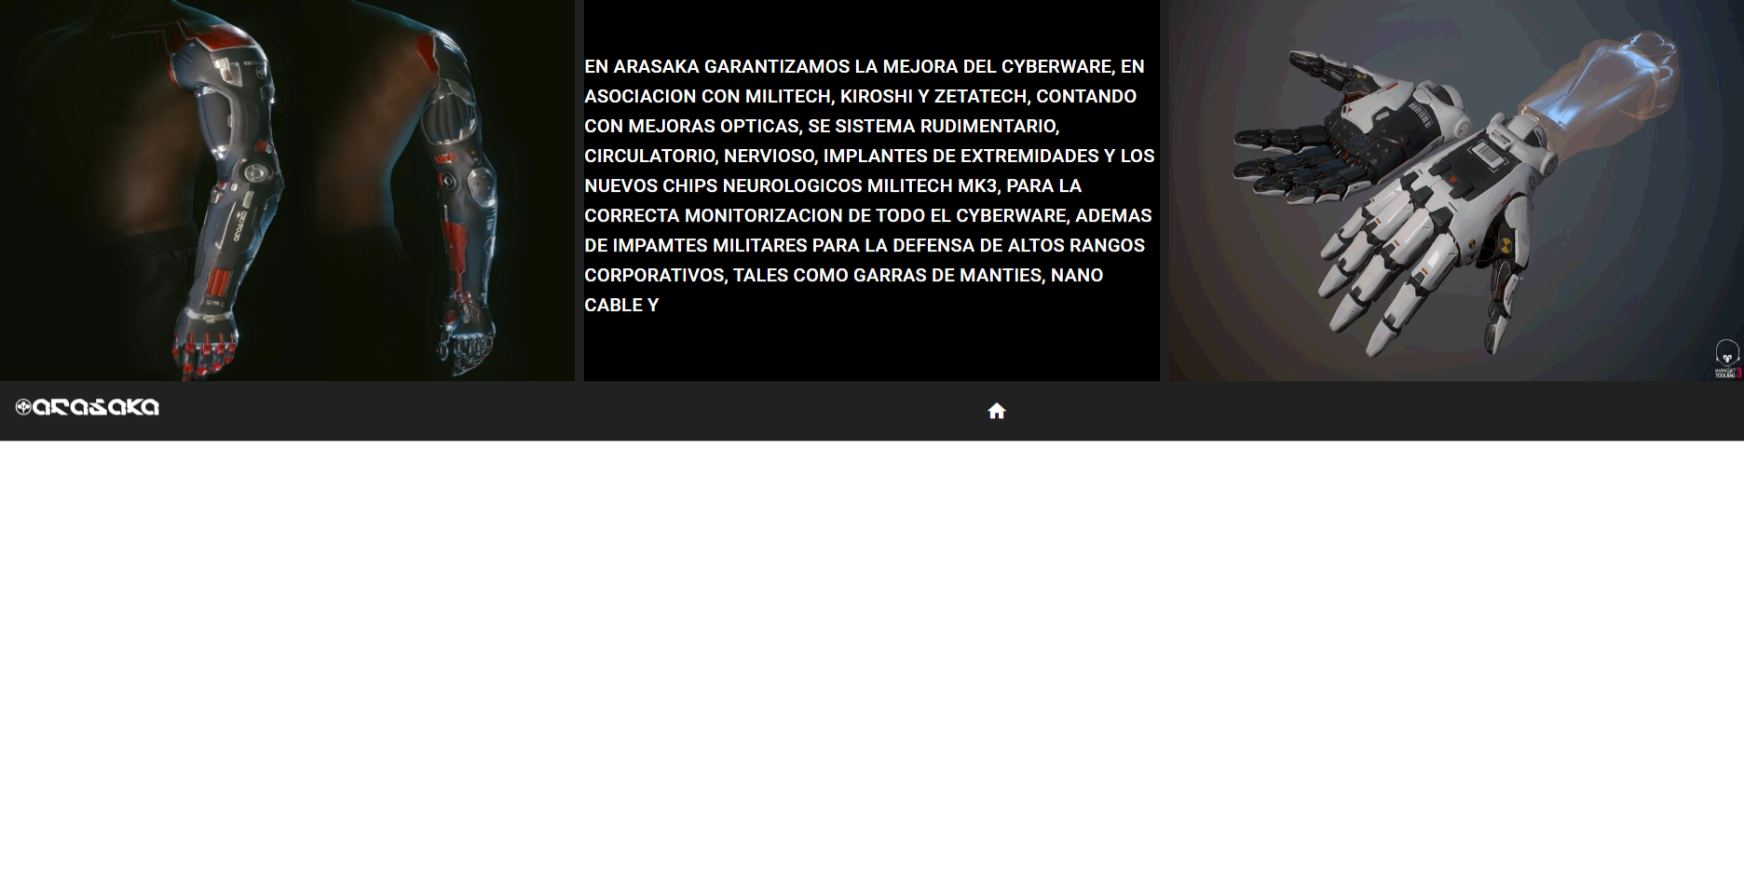 EN ARASAKA GARANTIZAMOS LA MEJORA DEL CYBERWARE, EN
ASOCIACION CON MILITECH, KIROSHI Y ZETATECH, CONTANDO
CON MEJORAS OPTICAS, SE SISTEMA RUDIMENTARIO,
CIRCULATORIO, NERVIOSO, IMPLANTES DE EXTREMIDADES Y LOS
NUEVOS CHIPS NEUROLOGICOS MILITECH MK3, PARA LA
CORRECTA MONITORIZACION DE TODO EL CYBERWARE, ADEMAS
DE IMPAMTES MILITARES PARA LA DEFENSA DE ALTOS RANGOS
CORPORATIVOS, TALES COMO GARRAS DE MANTIES, NANO
CABLE Y
arasaka